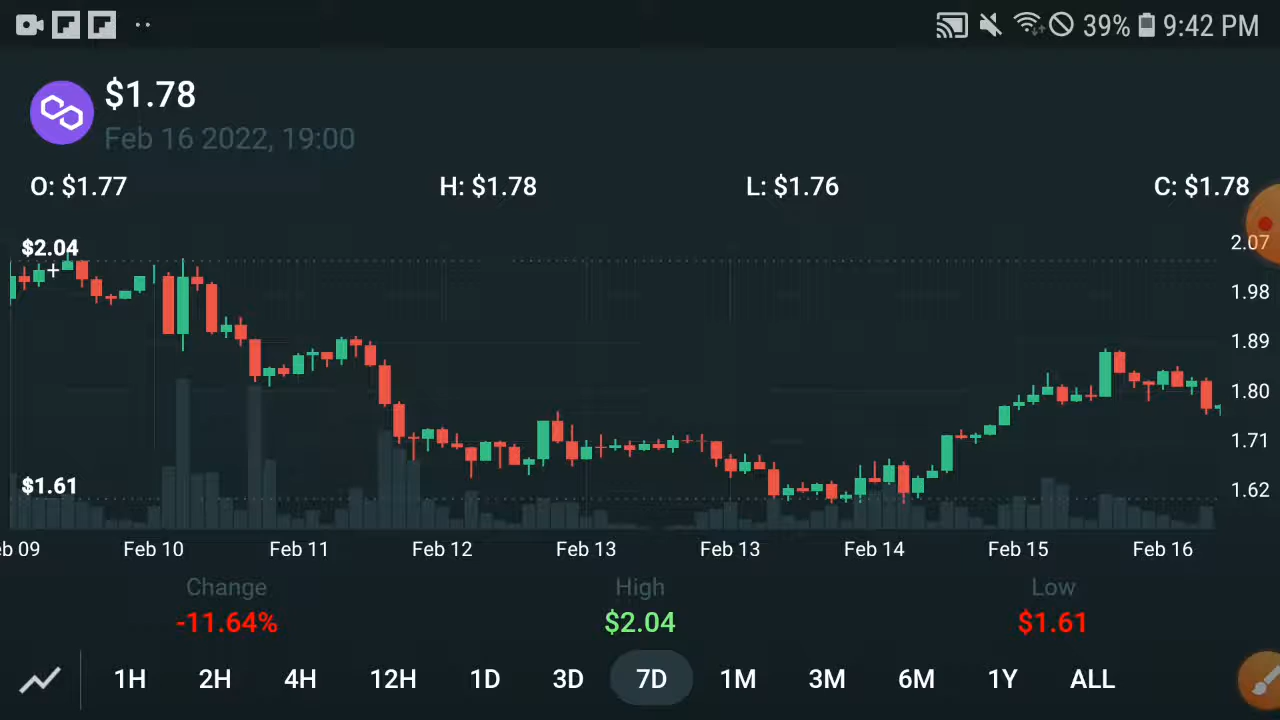 39% 9:42 PM
$1.78
Feb 16 2022, 19:00
O: $1.77 H: $1.78 L: $1.76 C: $1.78
$2.04
2.07
1.98
1.89
1.80
1.71
$1.61
1.62
b 09 Feb 10 Feb 11 Feb 12 Feb 13 Feb 13 Feb 14 Feb 15 Feb 16
Change High Low
-11.64% $2.04 $1.61
1H 2H 4H 12H 1D 3D 7D 1M 3M 6M 1Y ALL